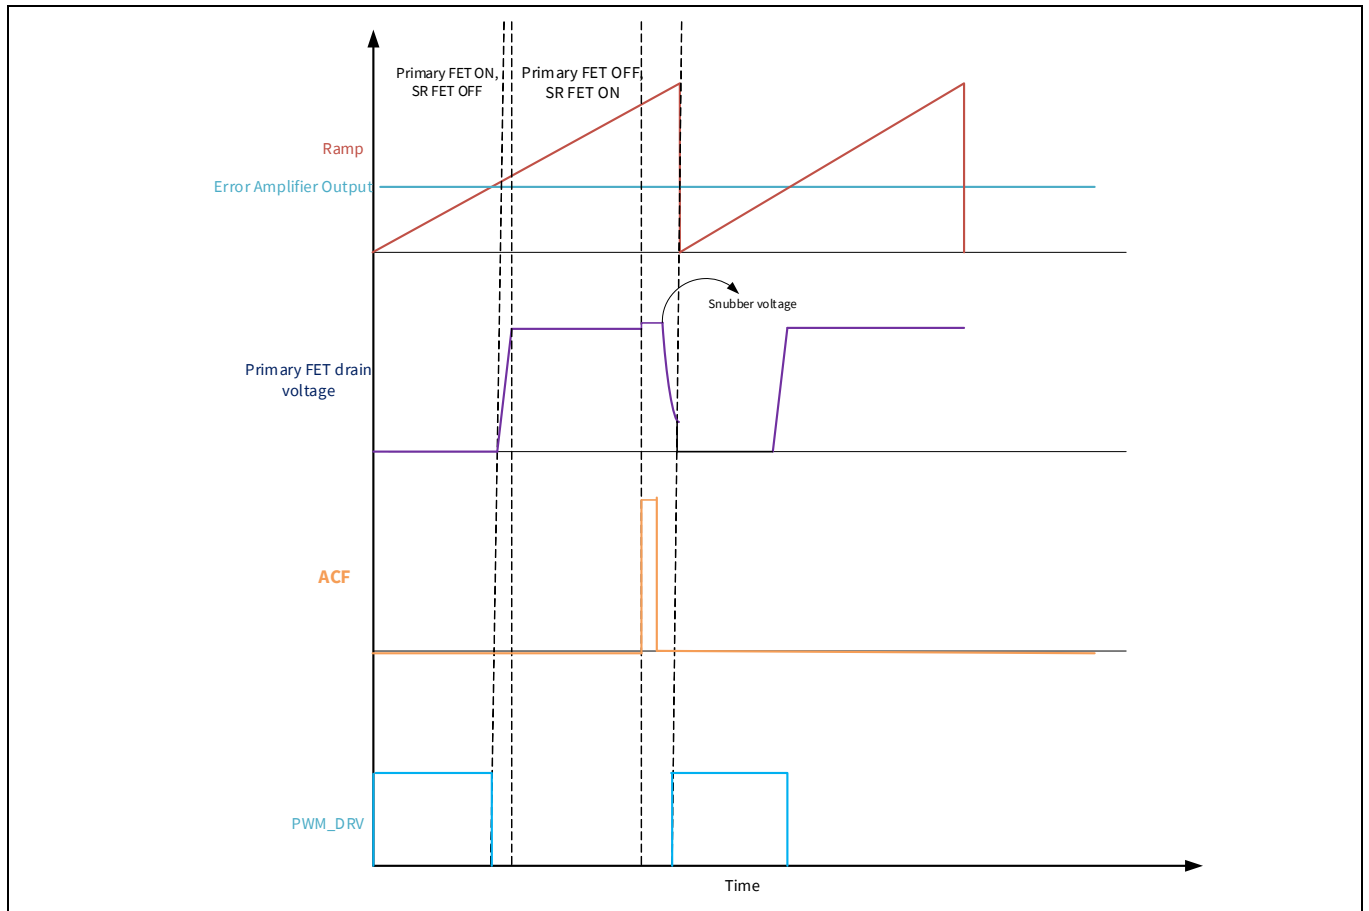 Primary FET ON,
SR FET OFF
Primary FET OFF,
SR FET ON
Ramp
Error Amplifier Output
Snubber voltage
Primary FET drain
voltage
ACF
PWM_DRV
Time